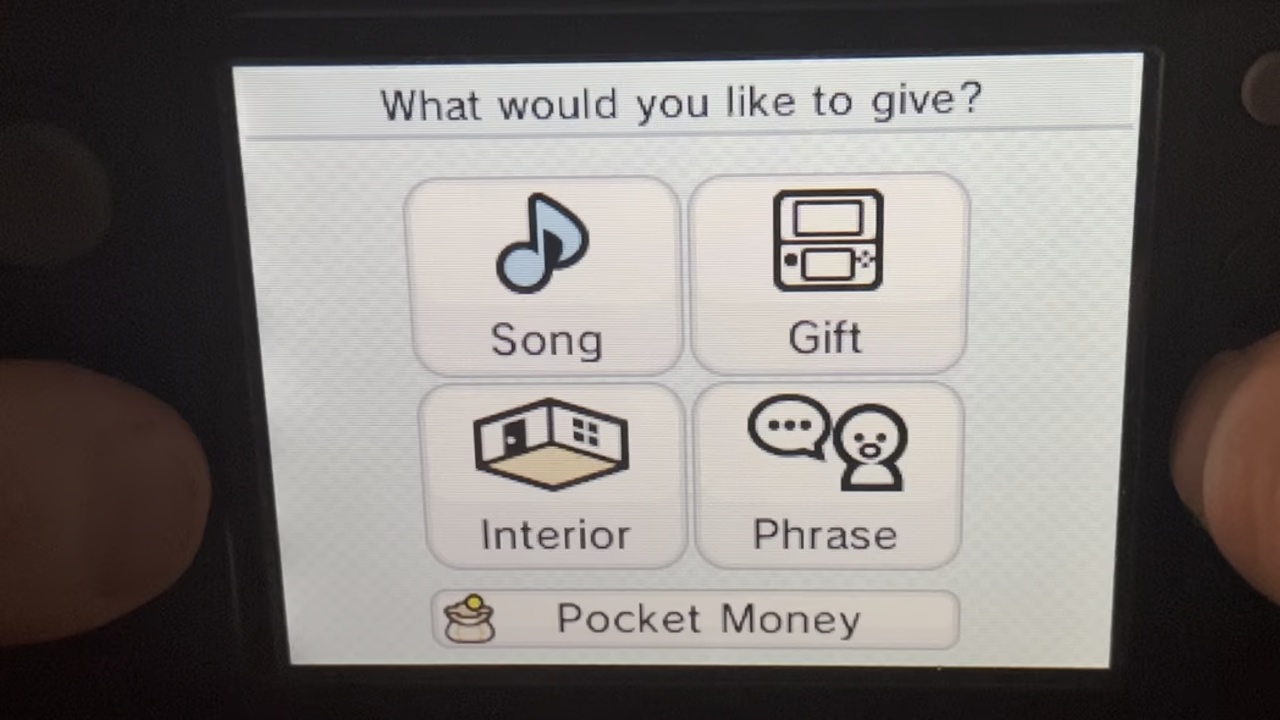 What would you like to give?
Song
Gift
Interior
Phrase
Pocket Money